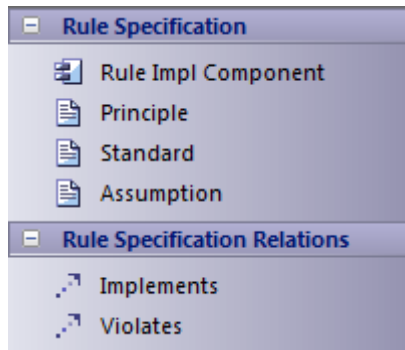 Rule Specification
Rule Impl Component
Principle
Standard
Assumption
Rule Specification Relations
Implements
Violates